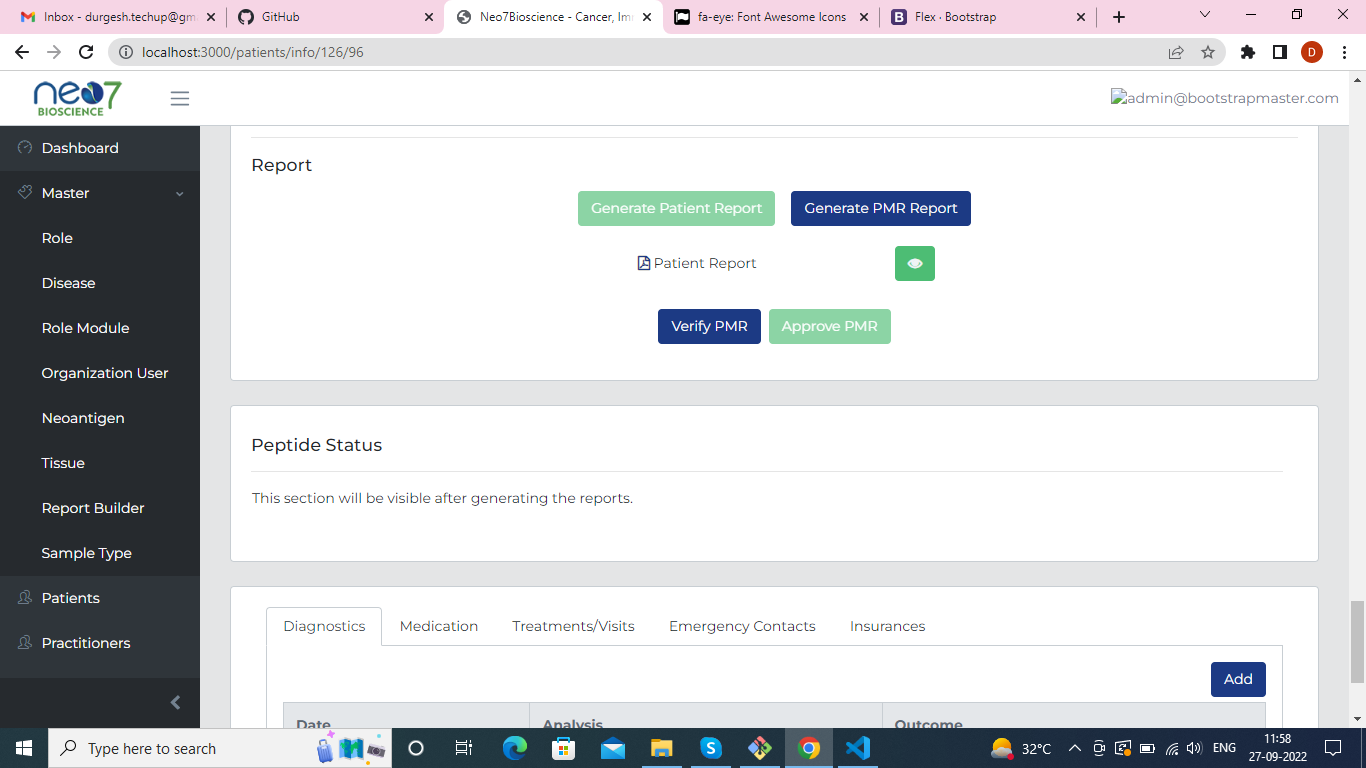 Inbox - durgesh.techup@gm
GitHub
Neo7Bioscience - Cancer, Im
fa-eye: Font Awesome Icons
Flex · Bootstrap
localhost:3000/patients/info/126/96
D
neo7
BIOSCIENCE
admin@bootstrapmaster.com
Dashboard
Master
Role
Disease
Role Module
Organization User
Neoantigen
Tissue
Report Builder
Sample Type
Patients
Practitioners
Report
Generate Patient Report
Generate PMR Report
Patient Report
Verify PMR
Approve PMR
Peptide Status
This section will be visible after generating the reports.
Diagnostics
Medication
Treatments/Visits
Emergency Contacts
Insurances
Add
Date
Analysis
Outcome
Type here to search
32°C
ENG
11:58
27-09-2022